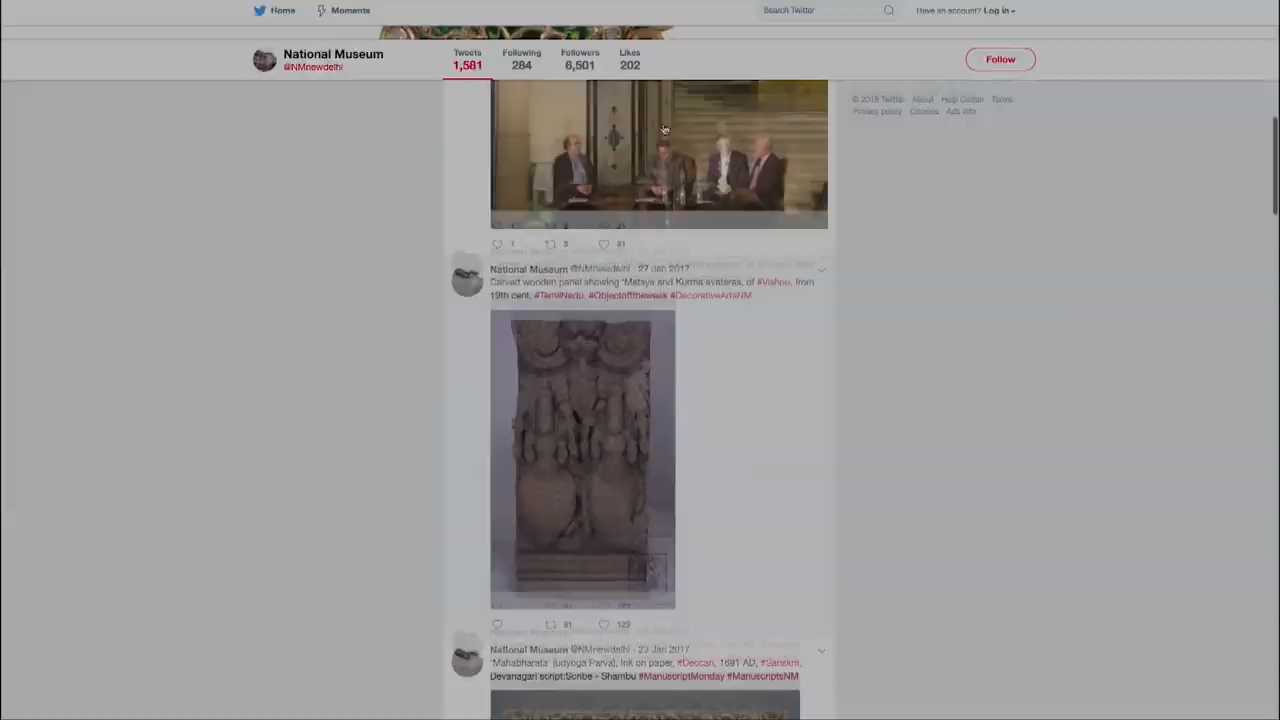 Home Moments Search Twitter Have an account? Log in
National Museum
@NMnewdelhi
Tweets Following Followers Likes
1,581 284 6,501 202
Follow
© 2018 Twitter About Help Center Terms
Privacy policy Cookies Ads info
National Museum @NMnewdelhi · 27 Jan 2017
Carved wooden panel showing 'Matsya and Kurma avataras, of #Vishnu, from
19th cent, #TamilNadu, #Objectoftheweek #DecorativeArtsNM
123
National Museum @NMnewdelhi · 23 Jan 2017
'Mahabharata' (udyoga Parva), Ink on paper, #Deccan, 1691 AD, #Sanskrit,
Devanagari script:Scribe - Shambu #ManuscriptMonday #ManuscriptsNM